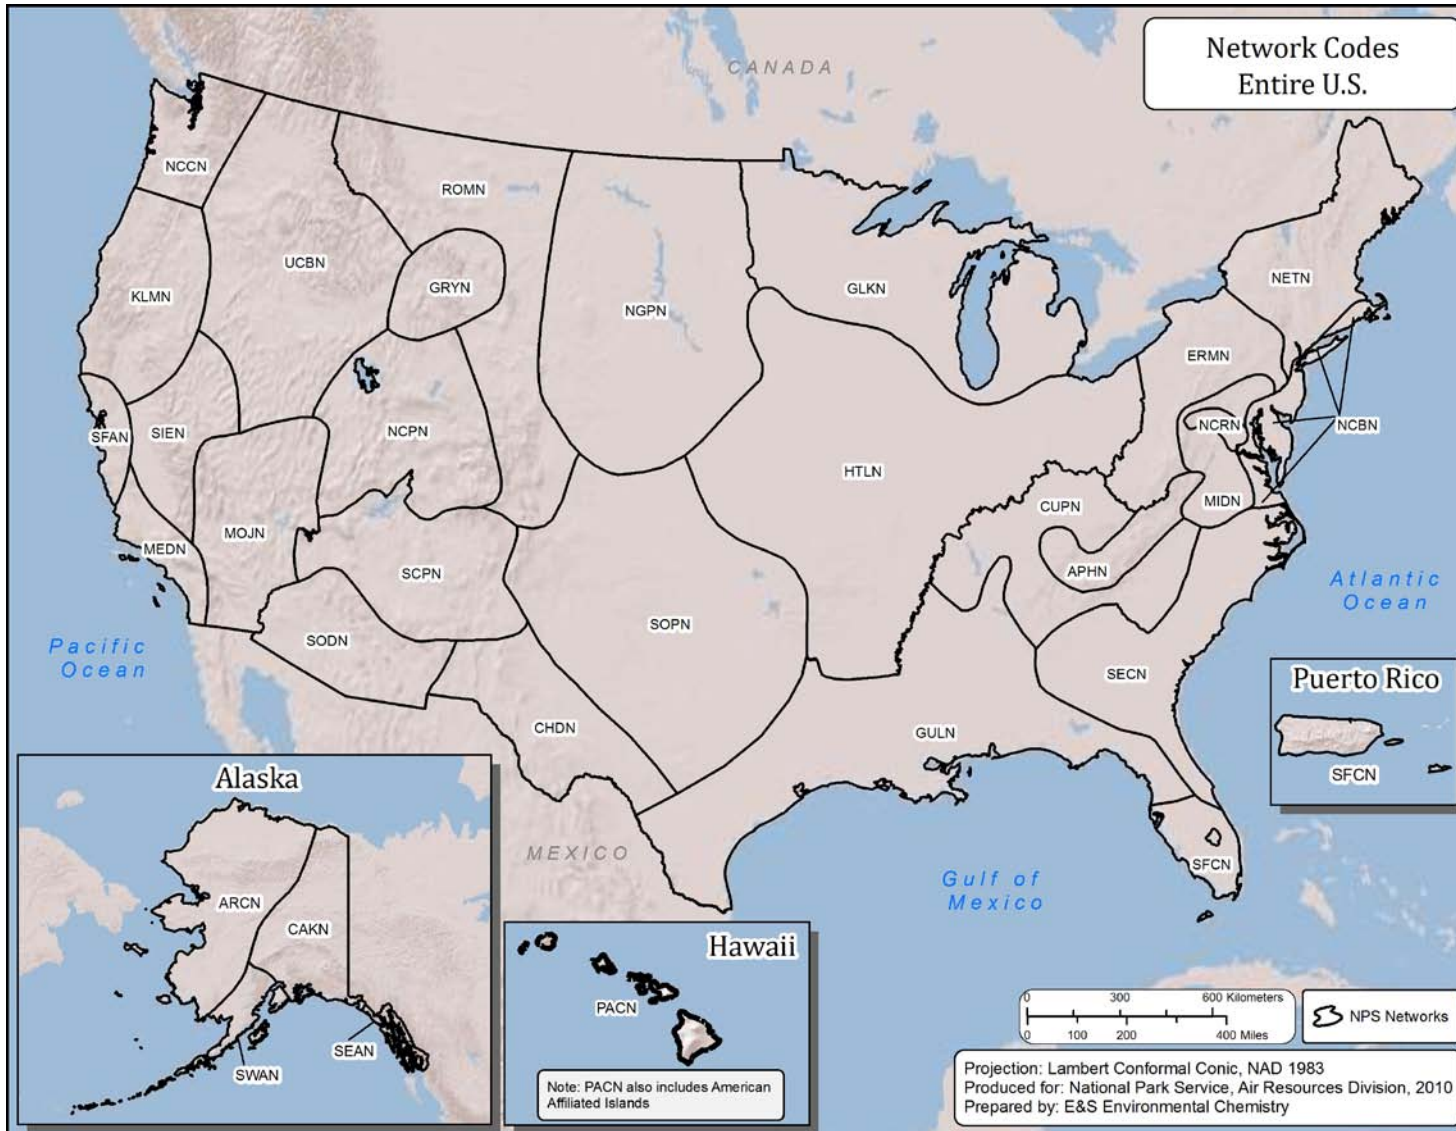 Network Codes
Entire U.S.
CANADA
NCCN
ROMN
UCBN
GRYN
KLMN
NGPN
GLKN
NETN
ERMN
SFAN
SIEN
NCPN
NCRN
NCBN
HTLN
CUPN
MIDN
MOJN
MEDN
SCPN
APHN
Atlantic
Ocean
Pacific
Ocean
SODN
SOPN
SECN
CHDN
GULN
Puerto Rico
SFCN
Alaska
MEXICO
SFCN
Gulf of
Mexico
ARCN
CAKN
SEAN
SWAN
Hawaii
PACN
Note: PACN also includes American
Affiliated Islands
0 300 600 Kilometers
0 100 200 400 Miles
NPS Networks
Projection: Lambert Conformal Conic, NAD 1983
Produced for: National Park Service, Air Resources Division, 2010
Prepared by: E&S Environmental Chemistry